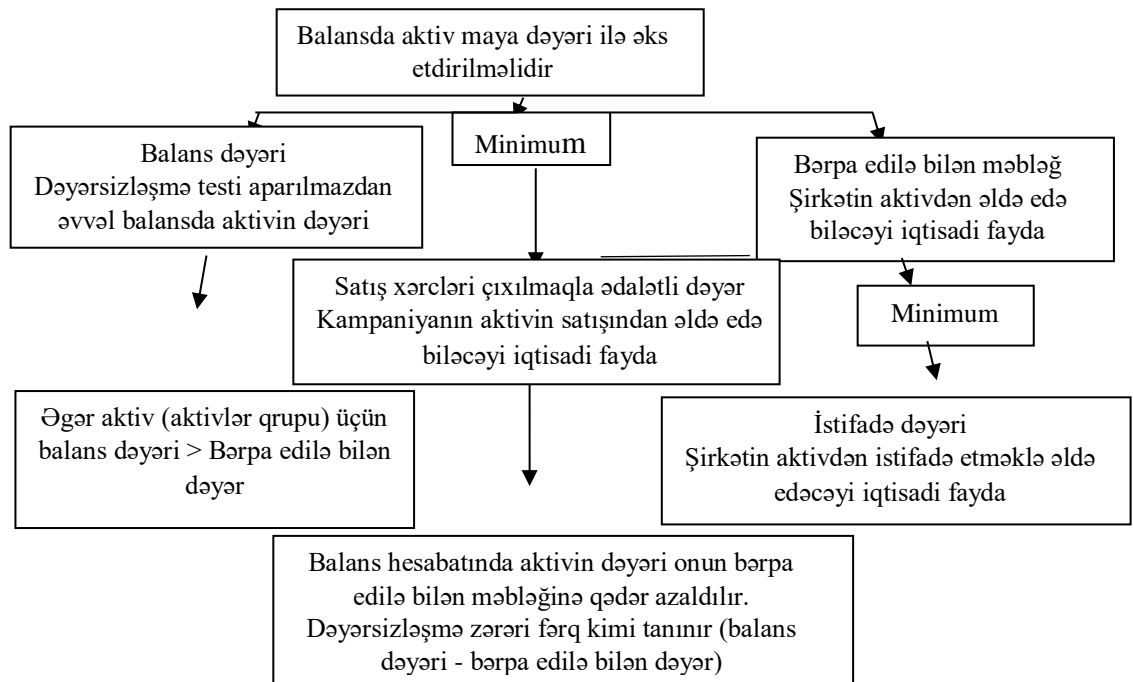 Balansda aktiv maya dəyəri ilə əks
etdirilməlidir
Minimum
Balans dəyəri
Dəyərsizləşmə testi aparılmazdan
əvvəl balansda aktivin dəyəri
Bərpa edilə bilən məbləğ
Şirkətin aktivdən əldə edə
biləcəyi iqtisadi fayda
Satış xərcləri çıxılmaqla ədalətli dəyər
Kampaniyanın aktivin satışından əldə edə
biləcəyi iqtisadi fayda
Minimum
Əgər aktiv (aktivlər qrupu) üçün
balans dəyəri > Bərpa edilə bilən
dəyər
İstifadə dəyəri
Şirkətin aktivdən istifadə etməklə əldə
edəcəyi iqtisadi fayda
Balans hesabatında aktivin dəyəri onun bərpa
edilə bilən məbləğinə qədər azaldılır.
Dəyərsizləşmə zərəri fərq kimi tanınır (balans
dəyəri - bərpa edilə bilən dəyər)